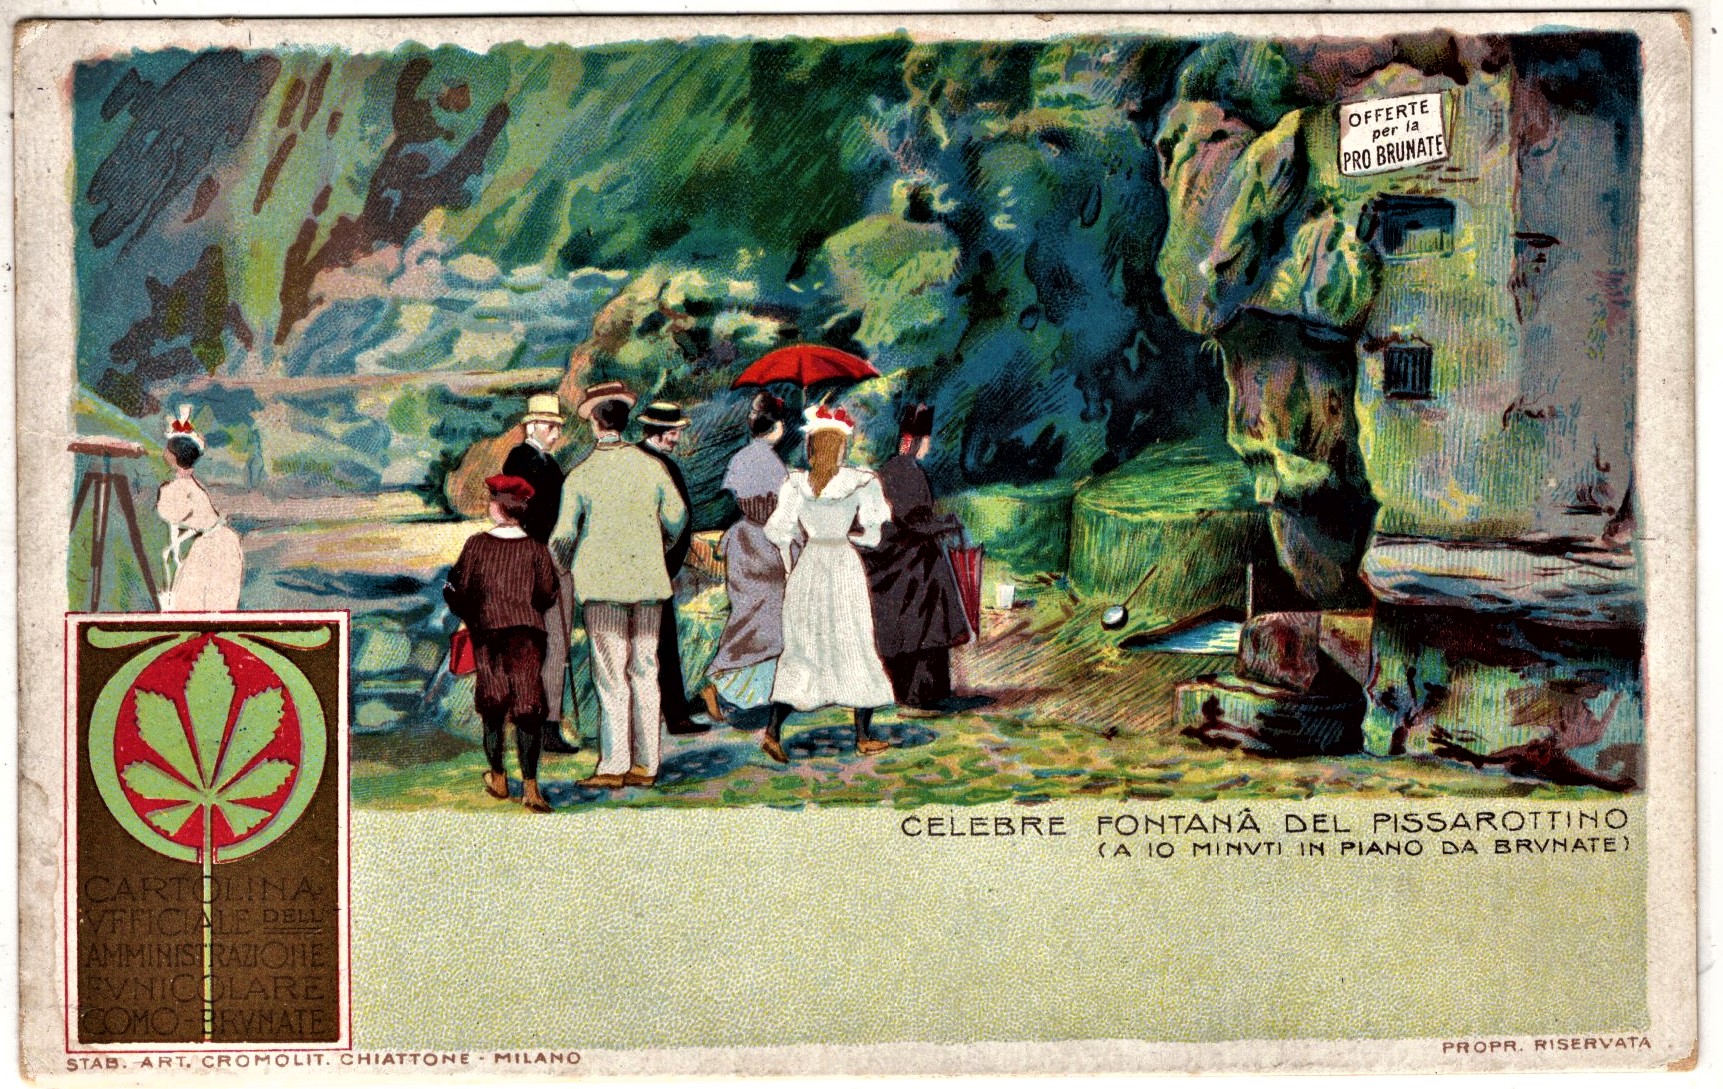 OFFERTE
per la
PRO BRUNATE
CELEBRE FONTANÂ DEL PISSAROTTINO
(A 10 MINVTI IN PIANO DA BRVNATE)
CARTOLINA
VFFICIALE DELL'
AMMINISTRAZIONE
FVNICOLARE
COMO-BRVNATE
STAB. ART. CROMOLIT. CHIATTONE - MILANO
PROPR. RISERVATA